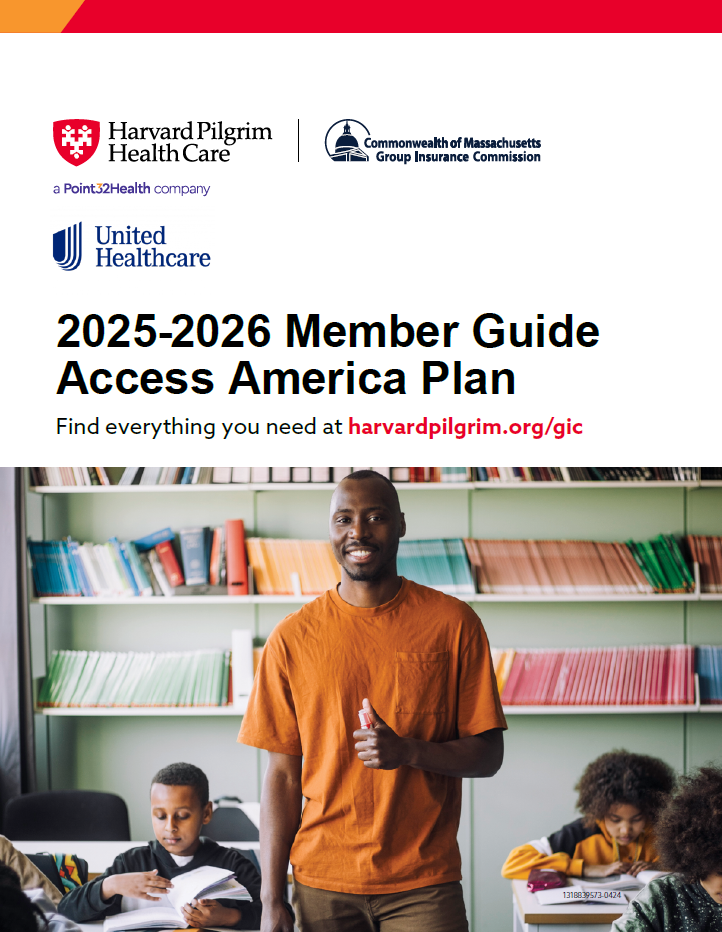 Harvard Pilgrim
Health Care
a Point32Health company
Commonwealth of Massachusetts
Group Insurance Commission
United
Healthcare
2025-2026 Member Guide
Access America Plan
Find everything you need at harvardpilgrim.org/gic
1318839573-0424